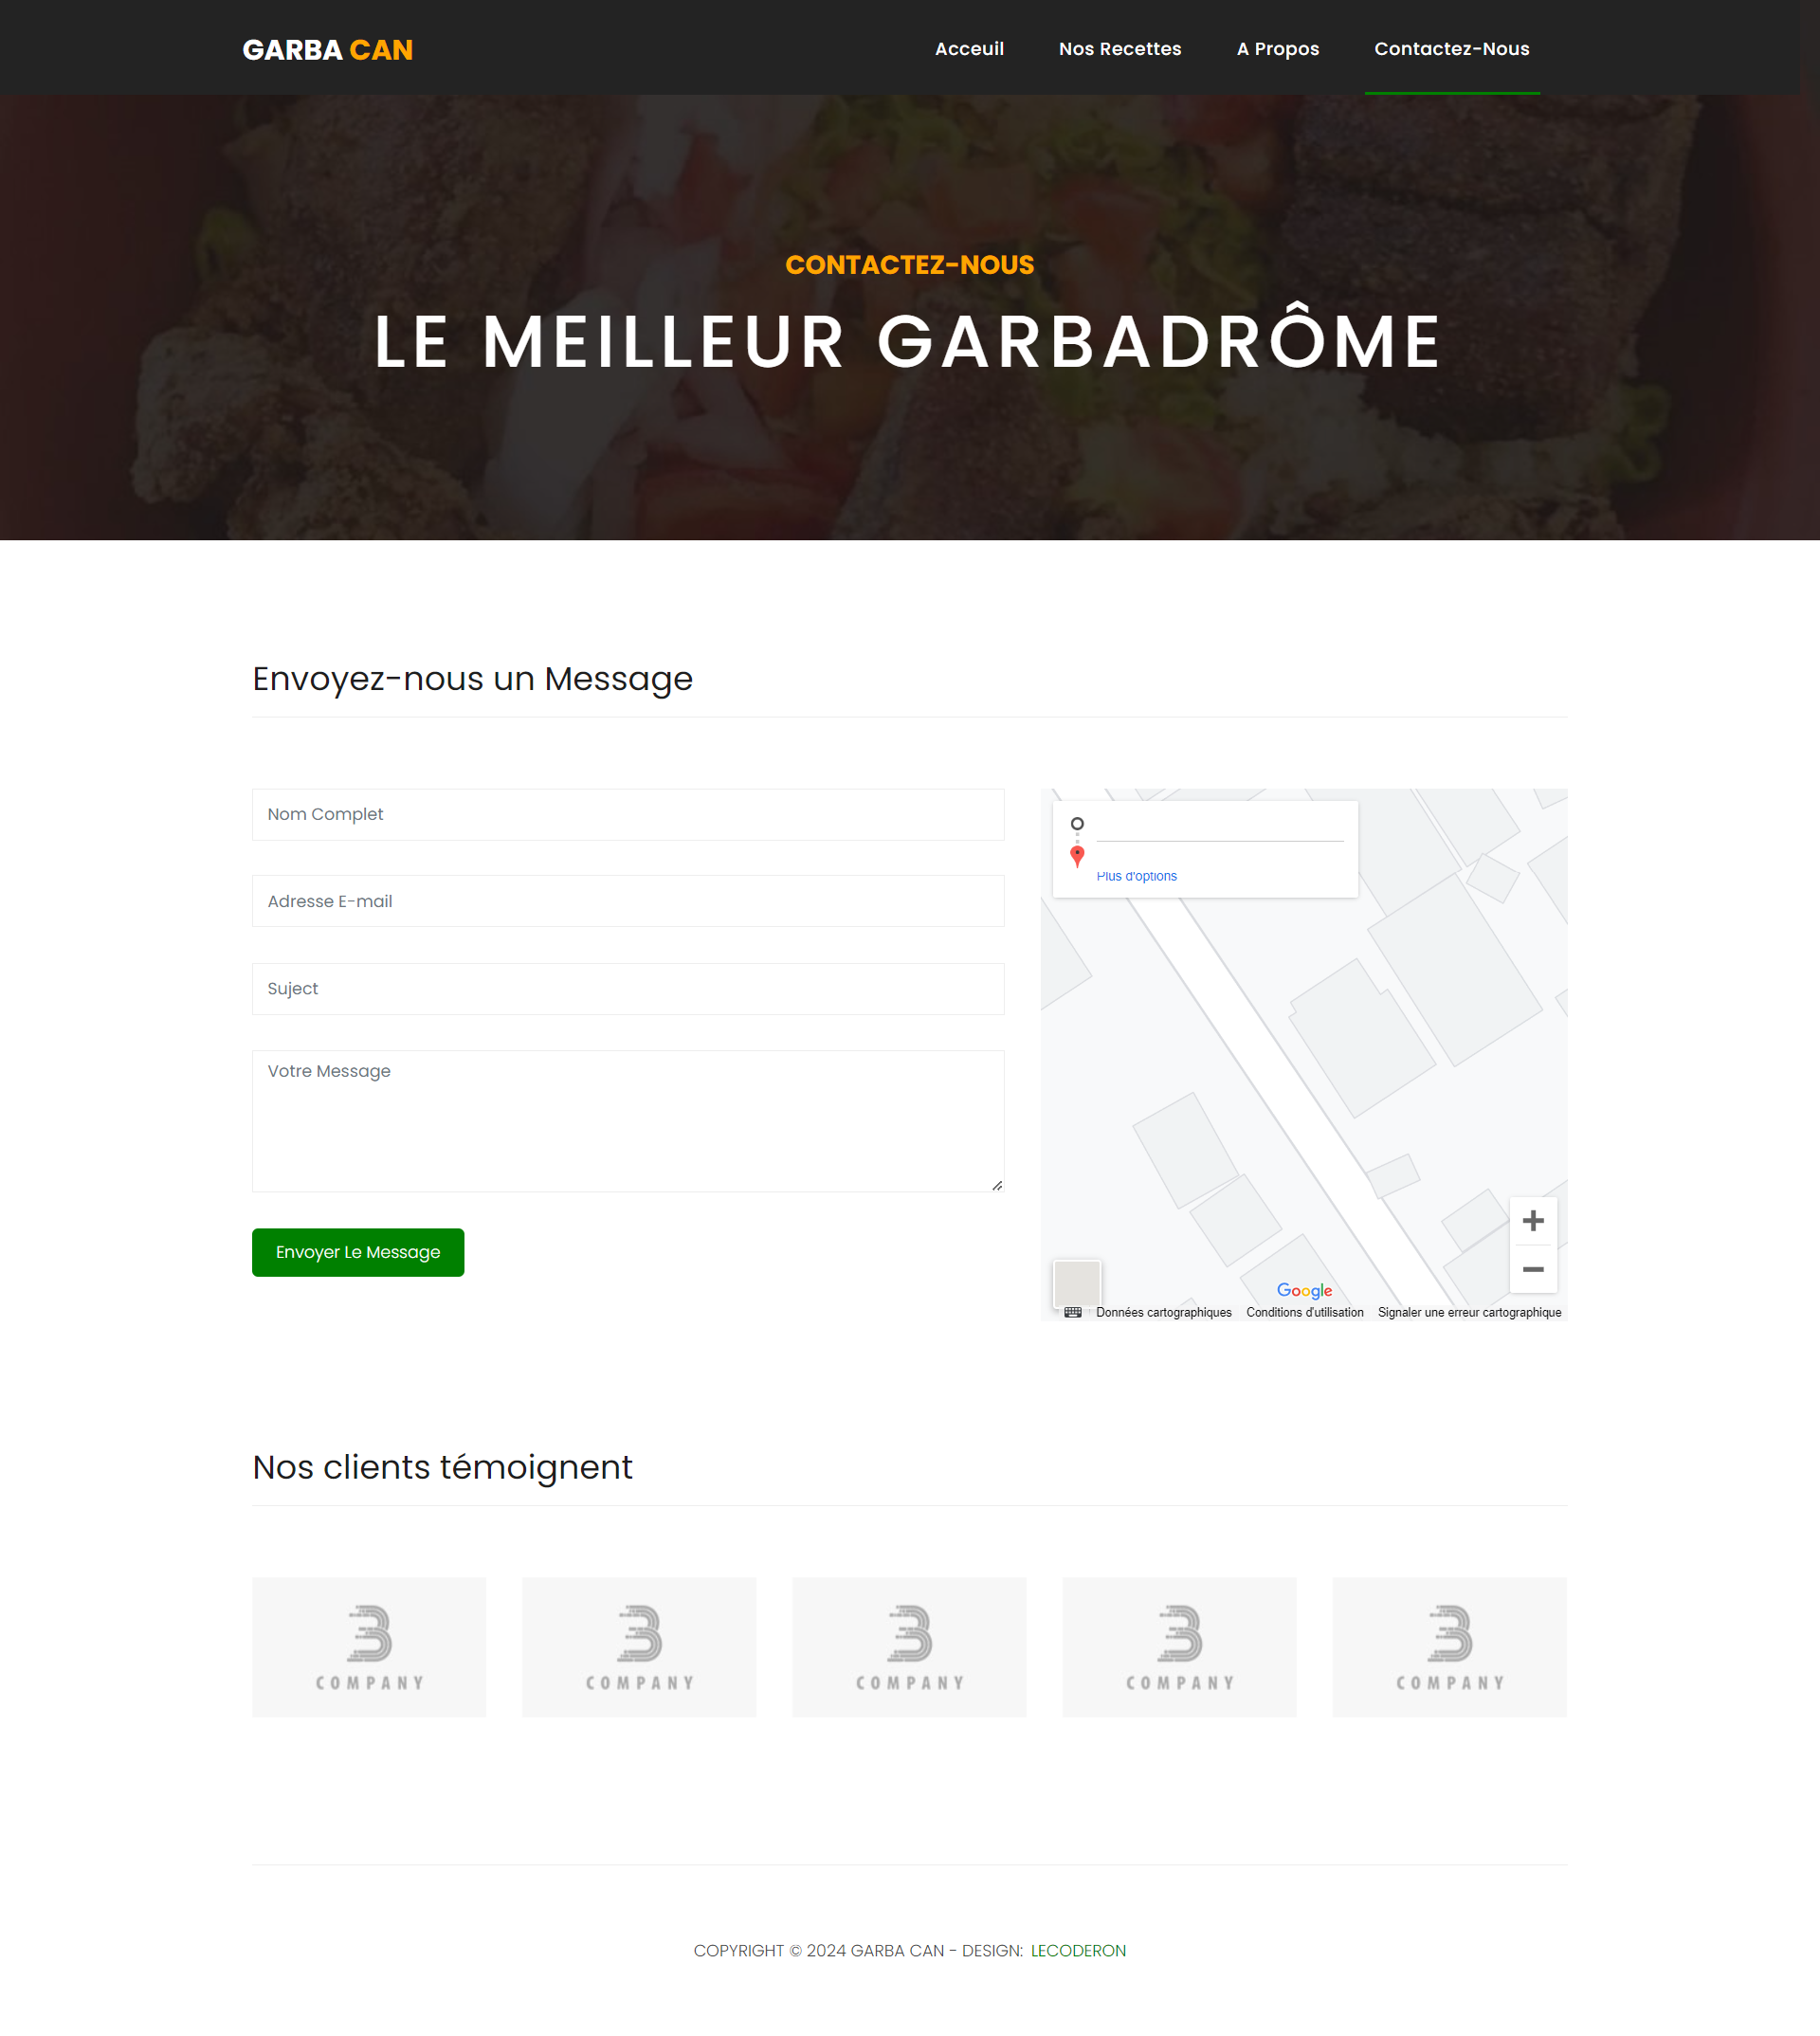 GARBA CAN
Acceuil
Nos Recettes
A Propos
Contactez-Nous
CONTACTEZ-NOUS
LE MEILLEUR GARBADRÔME
Envoyez-nous un Message
Nom Complet
Adresse E-mail
Suject
Votre Message
Envoyer Le Message
Plus d'options
Google
Données cartographiques
Conditions d'utilisation
Signaler une erreur cartographique
Nos clients témoignent
COMPANY
COMPANY
COMPANY
COMPANY
COMPANY
COPYRIGHT © 2024 GARBA CAN - DESIGN: LECODERON